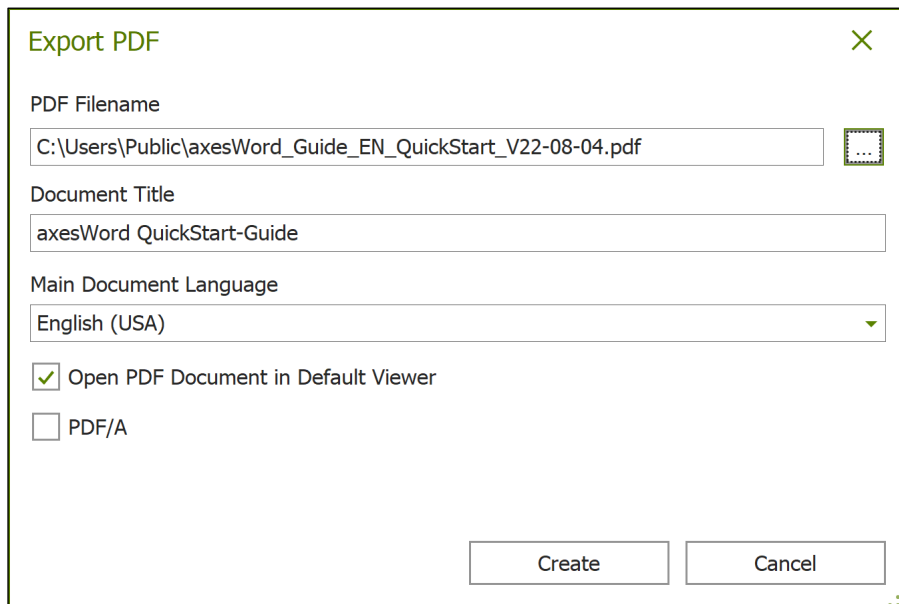 Export PDF
PDF Filename
C:\Users\Public\axesWord_Guide_EN_QuickStart_V22-08-04.pdf
...
Document Title
axesWord QuickStart-Guide
Main Document Language
English (USA)
Open PDF Document in Default Viewer
PDF/A
Create Cancel